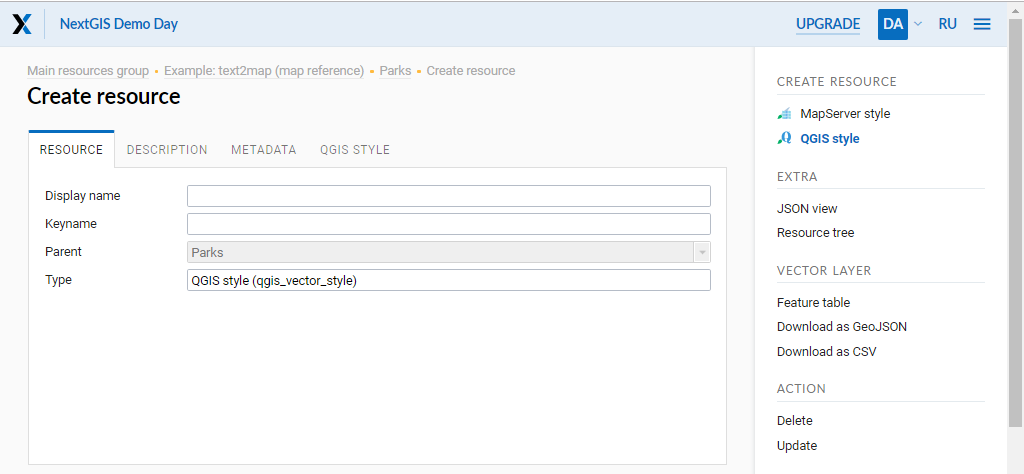 NextGIS Demo Day
UPGRADE DA RU
Main resources group • Example: text2map (map reference) • Parks • Create resource
Create resource
RESOURCE DESCRIPTION METADATA QGIS STYLE
Display name
Keyname
Parent Parks
Type QGIS style (qgis_vector_style)
CREATE RESOURCE
MapServer style
QGIS style
EXTRA
JSON view
Resource tree
VECTOR LAYER
Feature table
Download as GeoJSON
Download as CSV
ACTION
Delete
Update